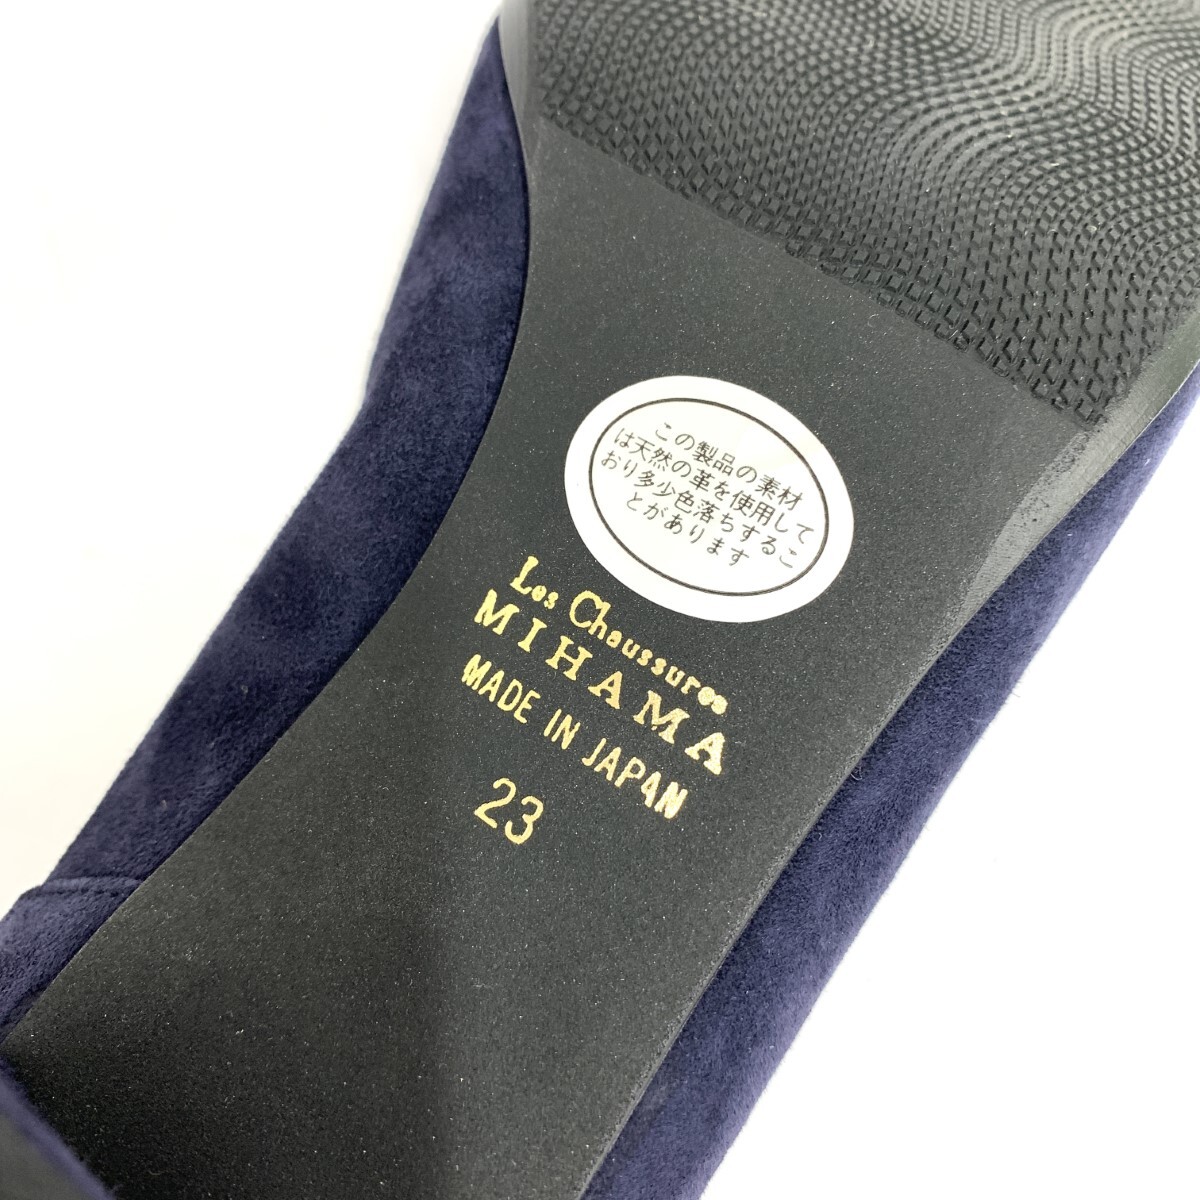 この製品の素材
は天然の革を使用して
おり多少色落ちするこ
とがあります
Les Chaussures
MIHAMA
MADE IN JAPAN
23